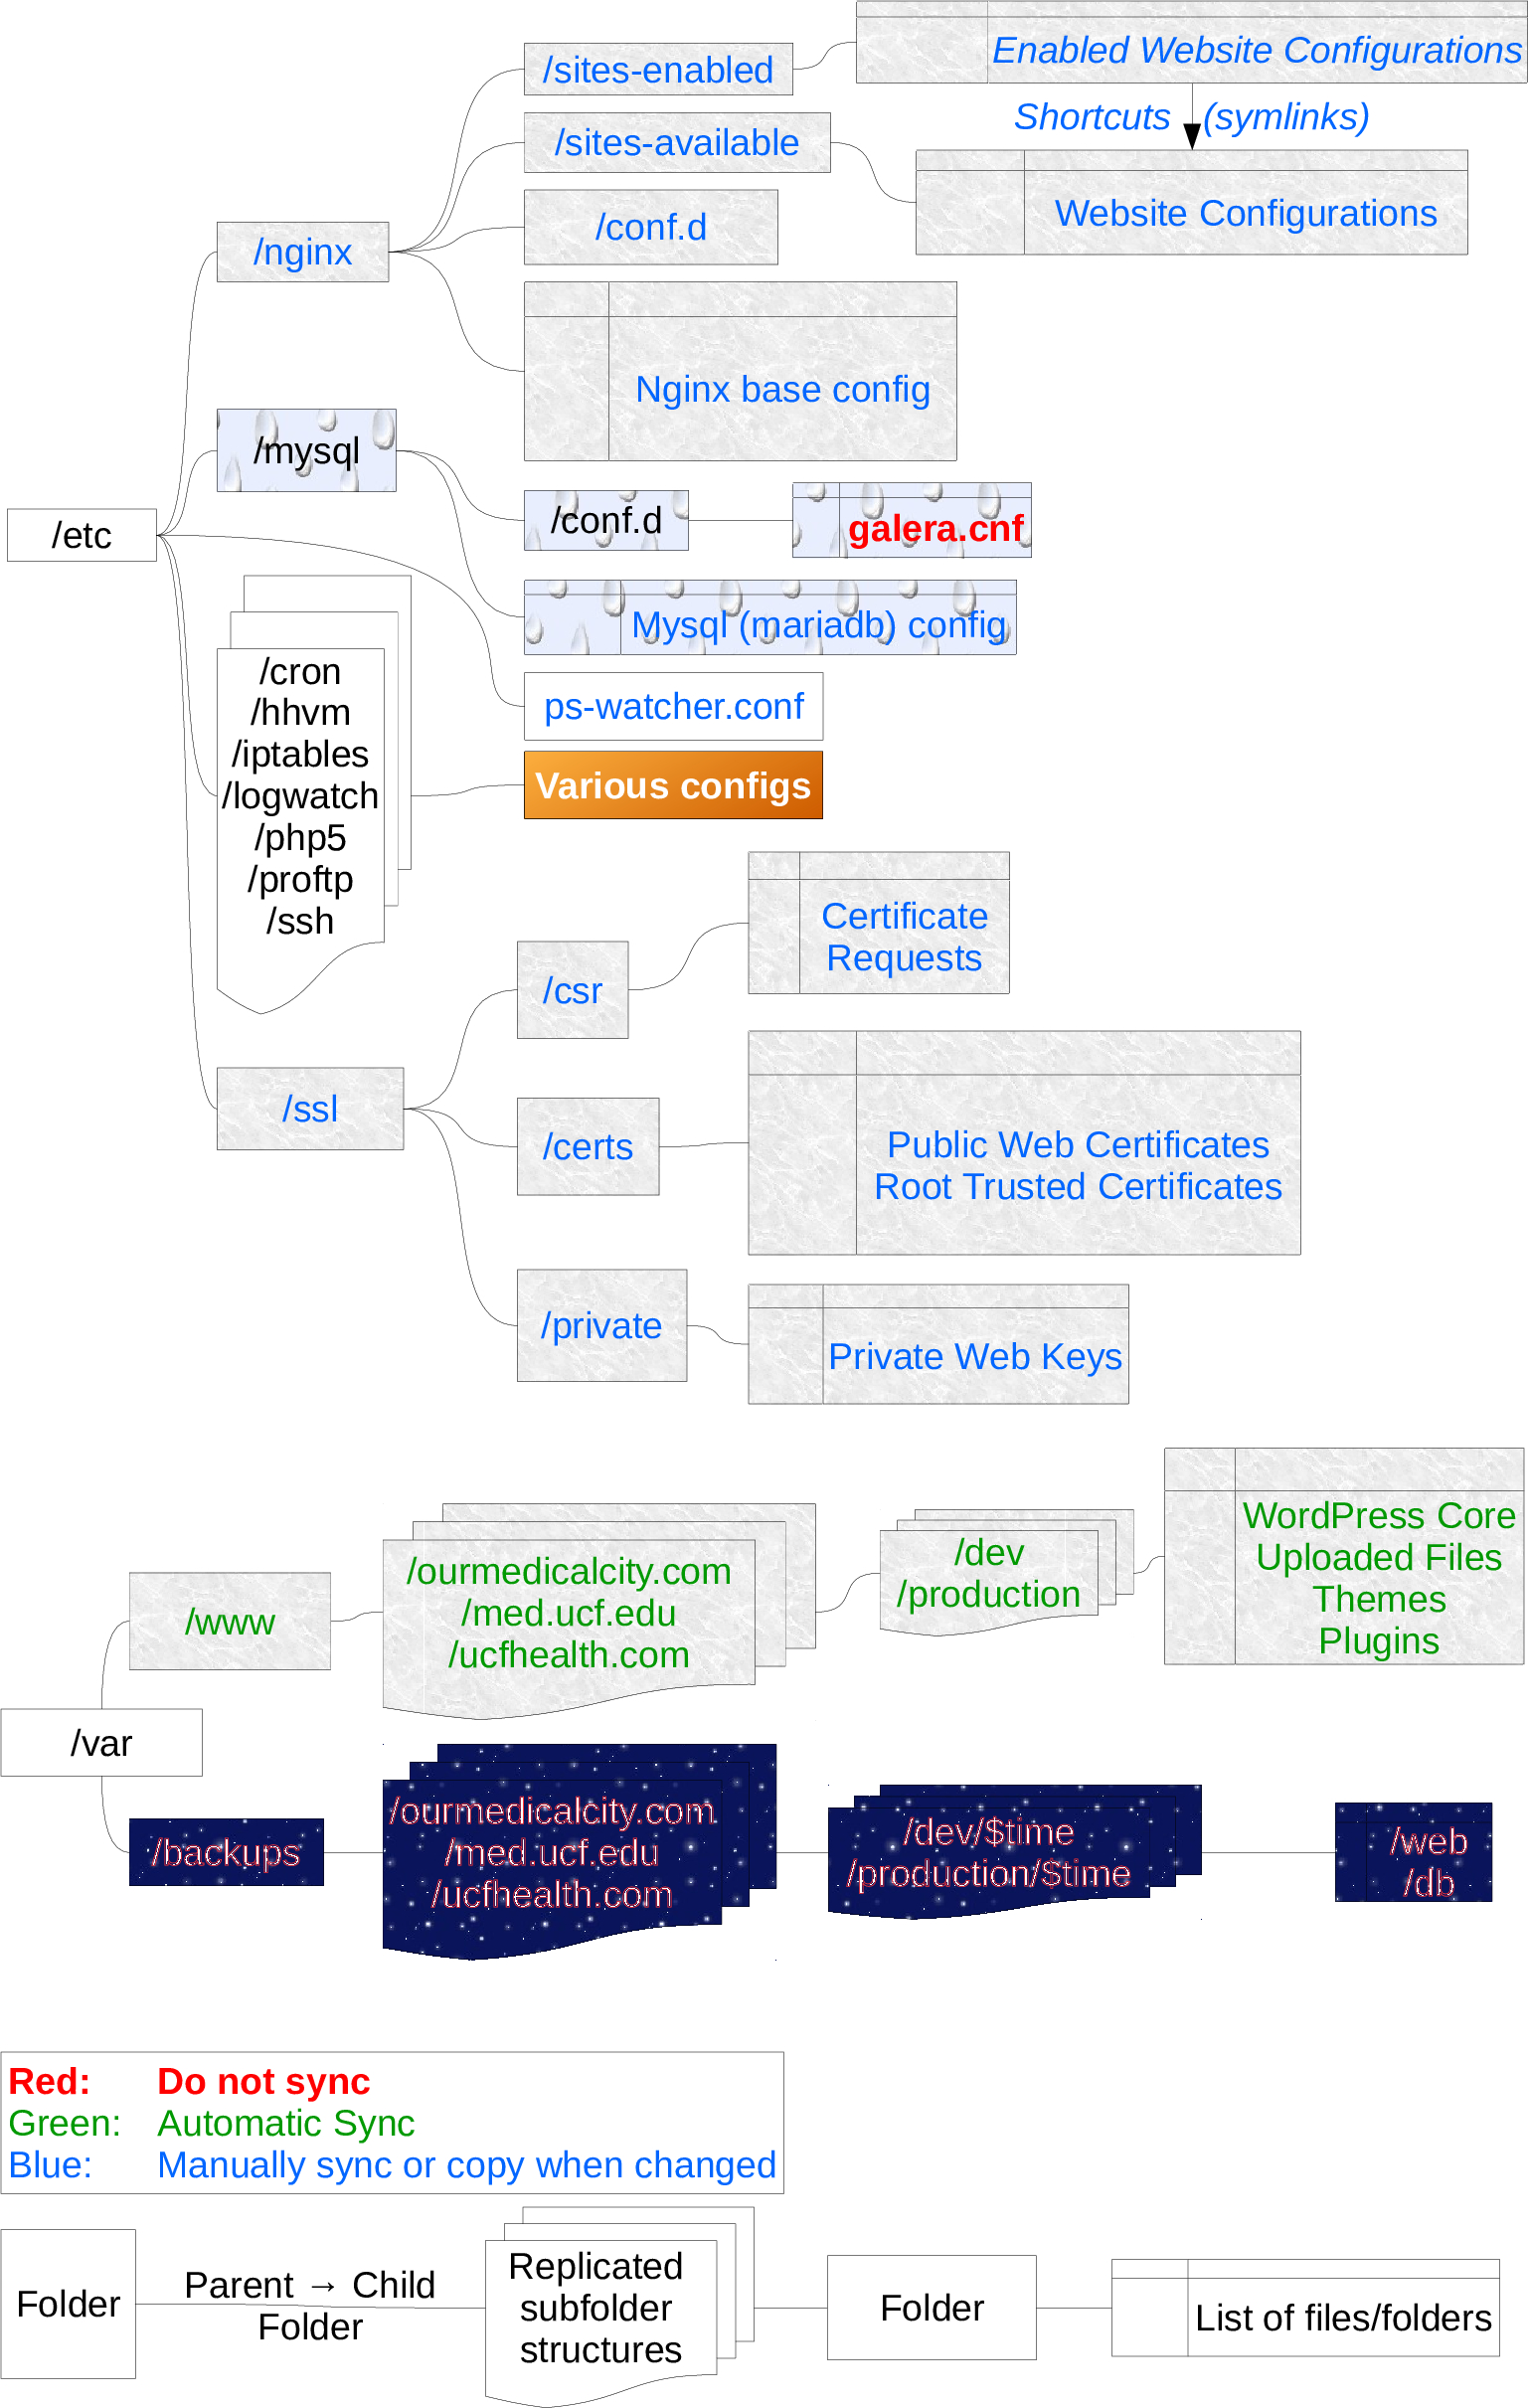 /sites-enabled
Enabled Website Configurations
Shortcuts (symlinks)
/sites-available
Website Configurations
/conf.d
/nginx
Nginx base config
/mysql
/etc
/conf.d
galera.cnf
Mysql (mariadb) config
ps-watcher.conf
/cron
/hhvm
/iptables
/logwatch
/php5
/proftp
/ssh
Various configs
Certificate
Requests
/csr
/ssl
/certs
Public Web Certificates
Root Trusted Certificates
/private
Private Web Keys
/www
/ourmedicalcity.com
/med.ucf.edu
/ucfhealth.com
/dev
/production
WordPress Core
Uploaded Files
Themes
Plugins
/var
/backups
/ourmedicalcity.com
/med.ucf.edu
/ucfhealth.com
/dev/$time
/production/$time
/web
/db
Red: Do not sync
Green: Automatic Sync
Blue: Manually sync or copy when changed
Folder
Parent → Child
Folder
Replicated
subfolder
structures
Folder
List of files/folders